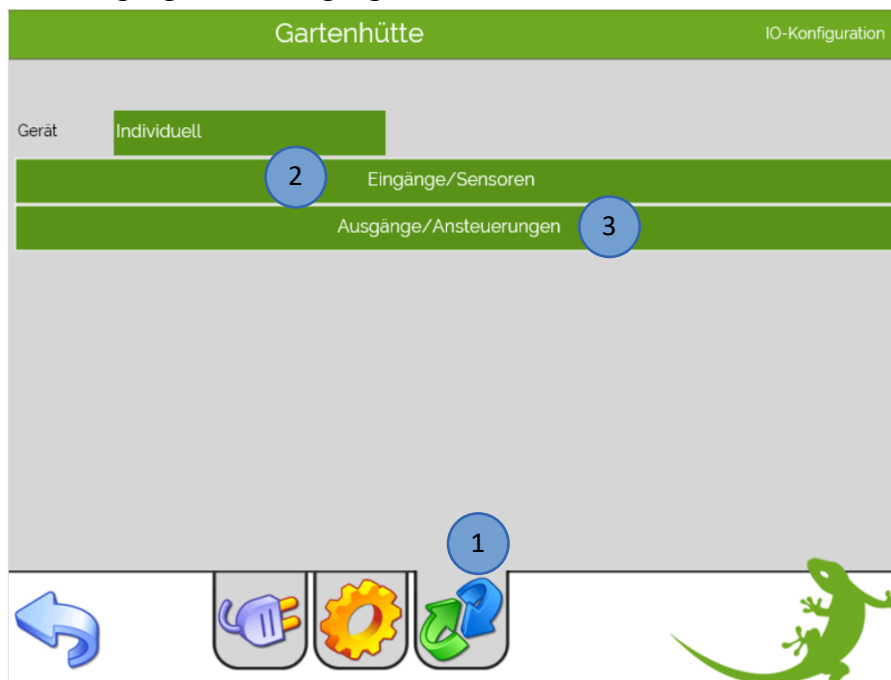 Gartenhütte IO-Konfiguration
Gerät Individuell
2 Eingänge/Sensoren
Ausgänge/Ansteuerungen 3
1